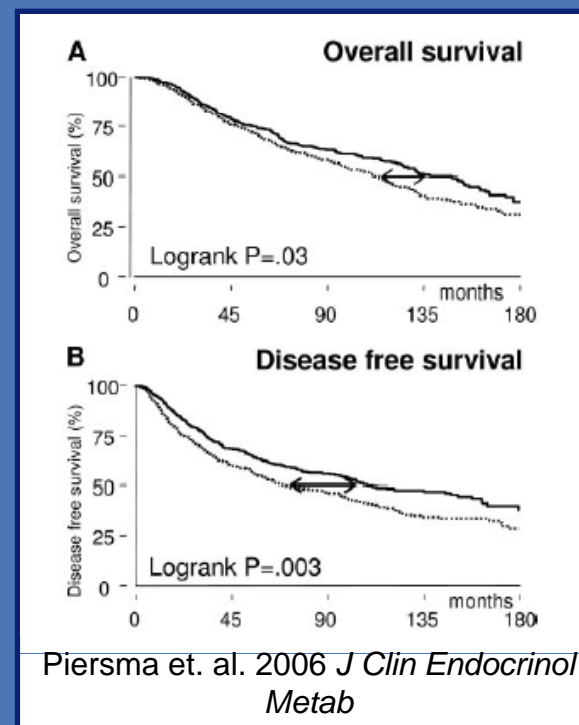 A Overall survival
Overall survival (%)
100
75
50
25
0
Logrank P=.03
months
0 45 90 135 180
B Disease free survival
Disease free survival (%)
100
75
50
25
0
Logrank P=.003
months
0 45 90 135 180
Piersma et. al. 2006 J Clin Endocrinol
Metab